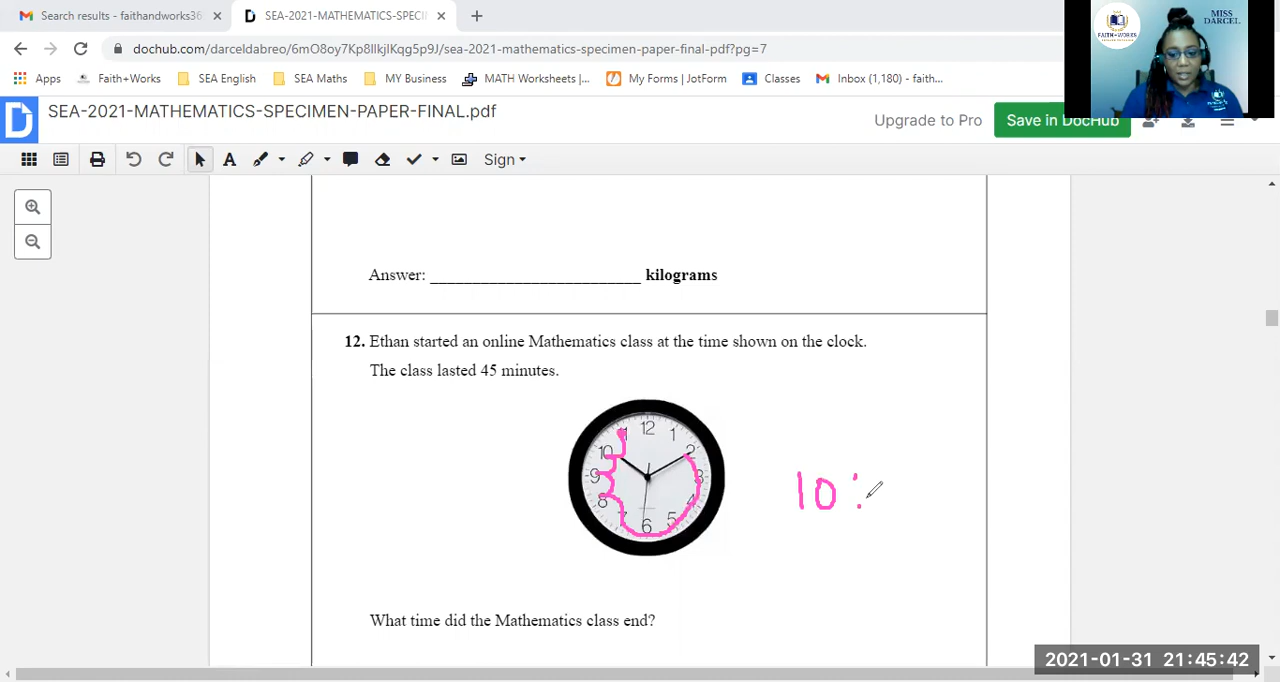 Search results - faithandworks36
SEA-2021-MATHEMATICS-SPECI
dochub.com/darceldabreo/6mO8oy7Kp8llkjlKqg5p9J/sea-2021-mathematics-specimen-paper-final-pdf?pg=7
Apps Faith+Works SEA English SEA Maths MY Business MATH Worksheets |... My Forms | JotForm Classes Inbox (1,180) - faith...
MISS DARCEL
FAITH+WORKS
SEA-2021-MATHEMATICS-SPECIMEN-PAPER-FINAL.pdf
Upgrade to Pro
Save in DocHub
A
Sign
Answer: _________________________ kilograms
12. Ethan started an online Mathematics class at the time shown on the clock.
The class lasted 45 minutes.
12 1 2 3 4 5 6 7 8 9 10 11
10 :
What time did the Mathematics class end?
2021-01-31 21:45:42